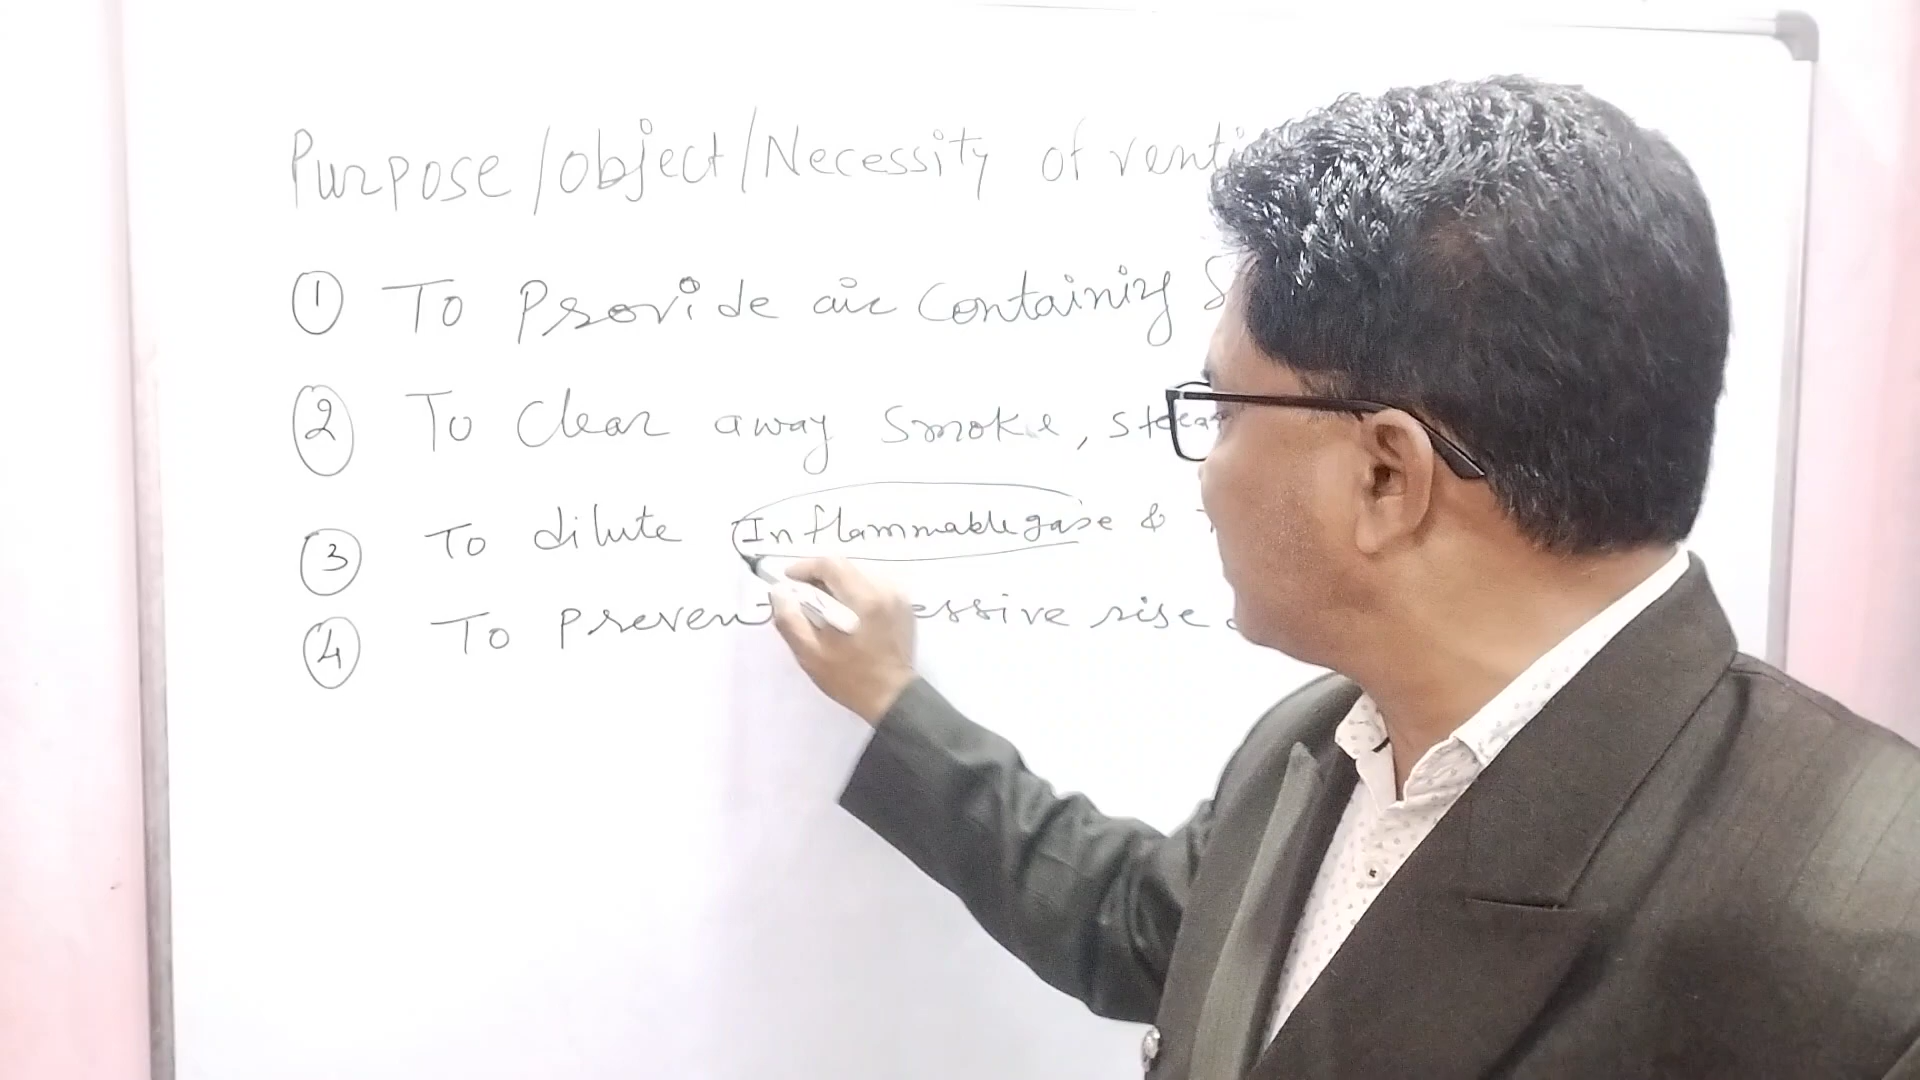 Purpose/object/Necessity of venti
① To Provide air Containing S
② To Clear away Smoke, stea
③ To dilute Inflammable gase &
④ To prevent essive rise